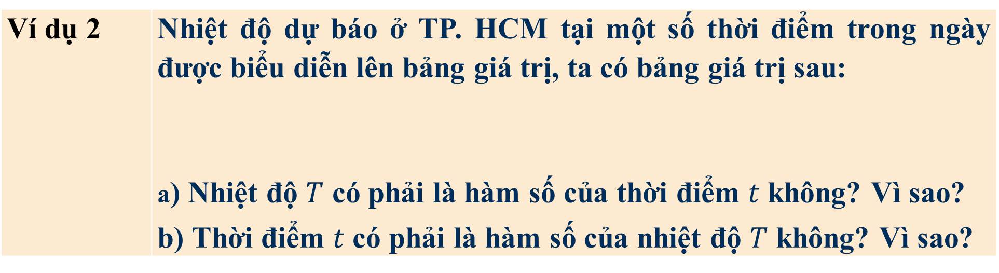 Ví dụ 2
Nhiệt độ dự báo ở TP. HCM tại một số thời điểm trong ngày
được biểu diễn lên bảng giá trị, ta có bảng giá trị sau:
a) Nhiệt độ T có phải là hàm số của thời điểm t không? Vì sao?
b) Thời điểm t có phải là hàm số của nhiệt độ T không? Vì sao?